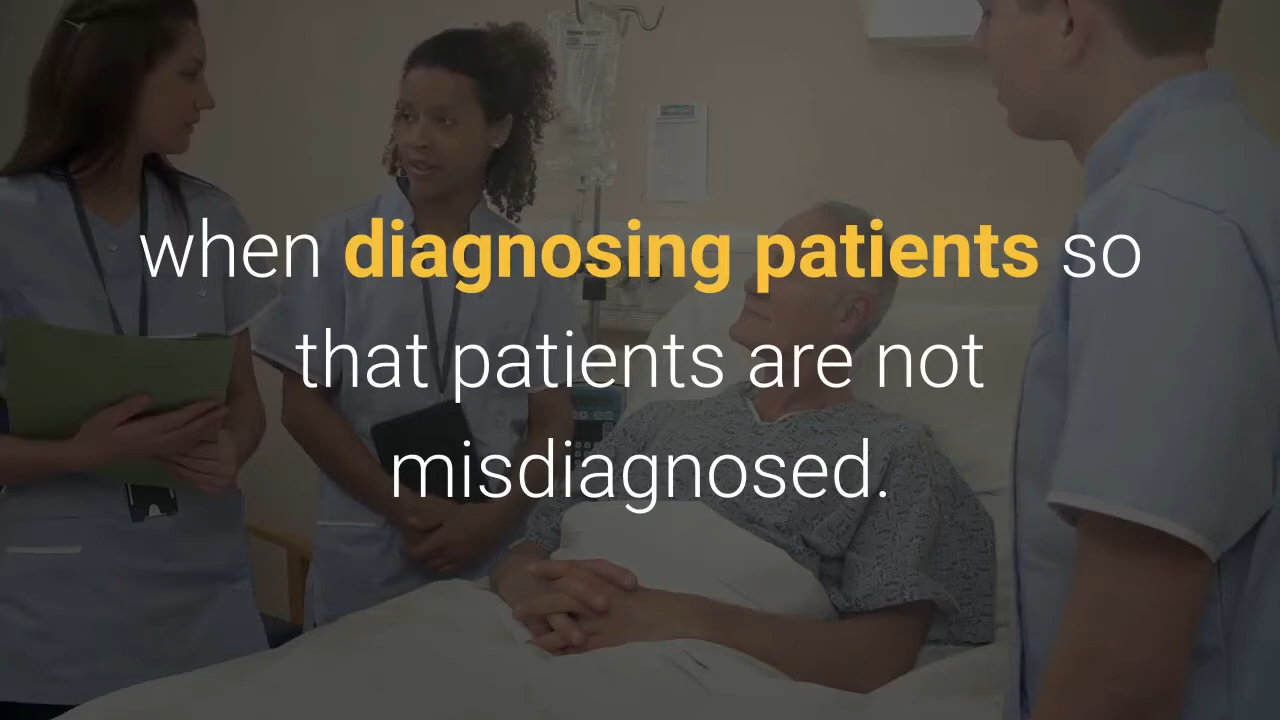 when diagnosing patients so
that patients are not
misdiagnosed.